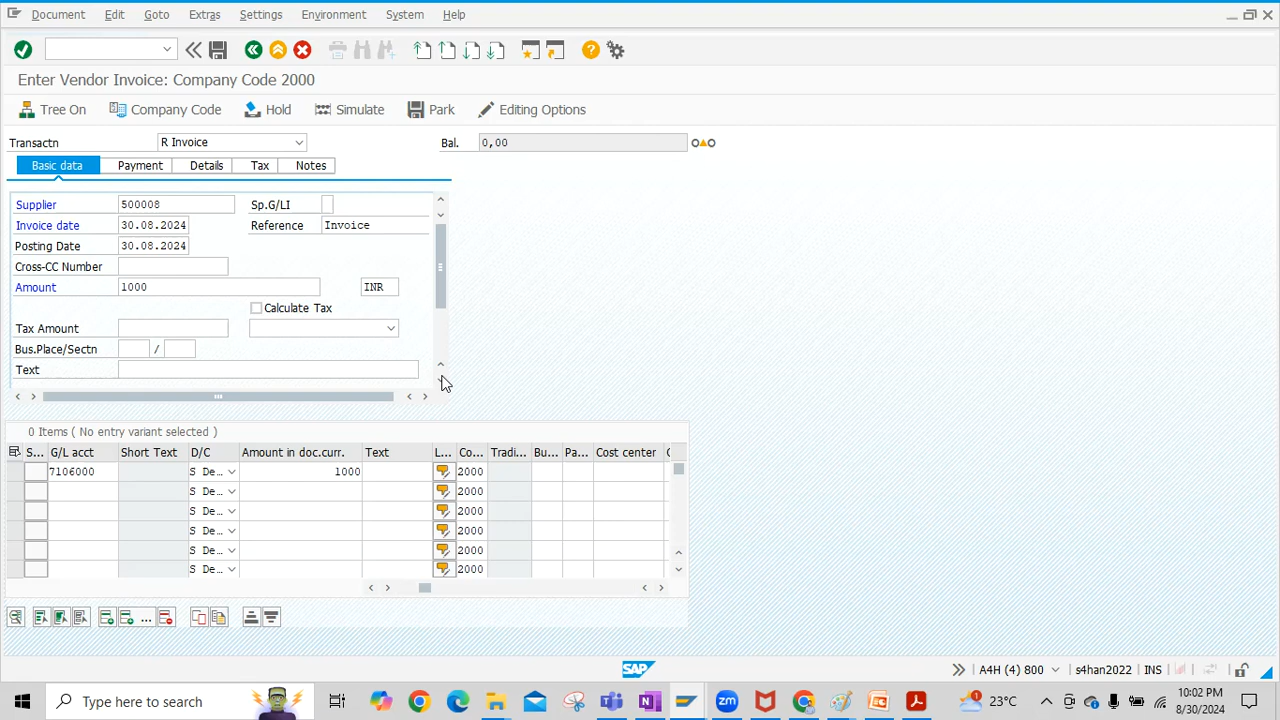 Document Edit Goto Extras Settings Environment System Help
Enter Vendor Invoice: Company Code 2000
Tree On Company Code Hold Simulate Park Editing Options
Transactn R Invoice Bal. 0,00
Basic data Payment Details Tax Notes
Supplier 500008 Sp.G/LI
Invoice date 30.08.2024 Reference Invoice
Posting Date 30.08.2024
Cross-CC Number
Amount 1000 INR
Calculate Tax
Tax Amount
Bus.Place/Sectn /
Text
0 Items ( No entry variant selected )
S... G/L acct Short Text D/C Amount in doc.curr. Text L... Co... Tradi... Bu... Pa... Cost center
7106000 S De... 1000 2000
S De... 2000
S De... 2000
S De... 2000
S De... 2000
S De... 2000
...
SAP A4H (4) 800 s4han2022 INS
Type here to search 23°C 10:02 PM
8/30/2024